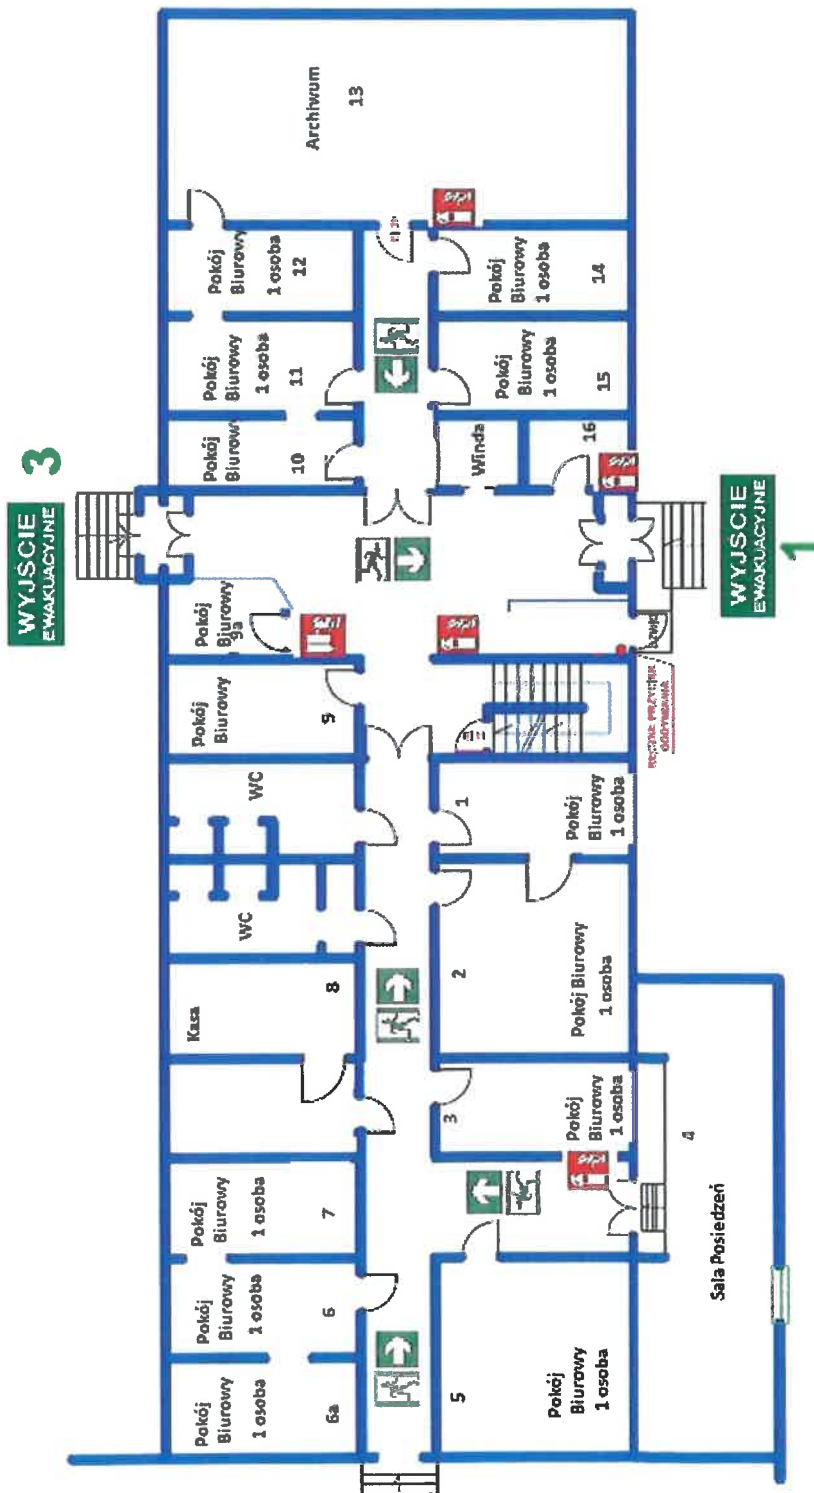 WYJSCIE
EWAKUACYJNE
3
Archiwum
13
Pokój
Biurowy
1 osoba
12
Pokój
Biurowy
1 osoba
11
Pokój
Biurowy
10
Pokój
Biurowy
9a
Pokój
Biurowy
9
WC
WC
Kasa
8
Pokój
Biurowy
1 osoba
7
Pokój
Biurowy
1 osoba
6
Pokój
Biurowy
1 osoba
6a
Pokój
Biurowy
1 osoba
14
Pokój
Biurowy
1 osoba
15
Winda
16
WYJSCIE
EWAKUACYJNE
1
1
Pokój
Biurowy
1 osoba
2
Pokój Biurowy
1 osoba
3
Pokój
Biurowy
1 osoba
4
Sala Posiedzeń
5
Pokój
Biurowy
1 osoba